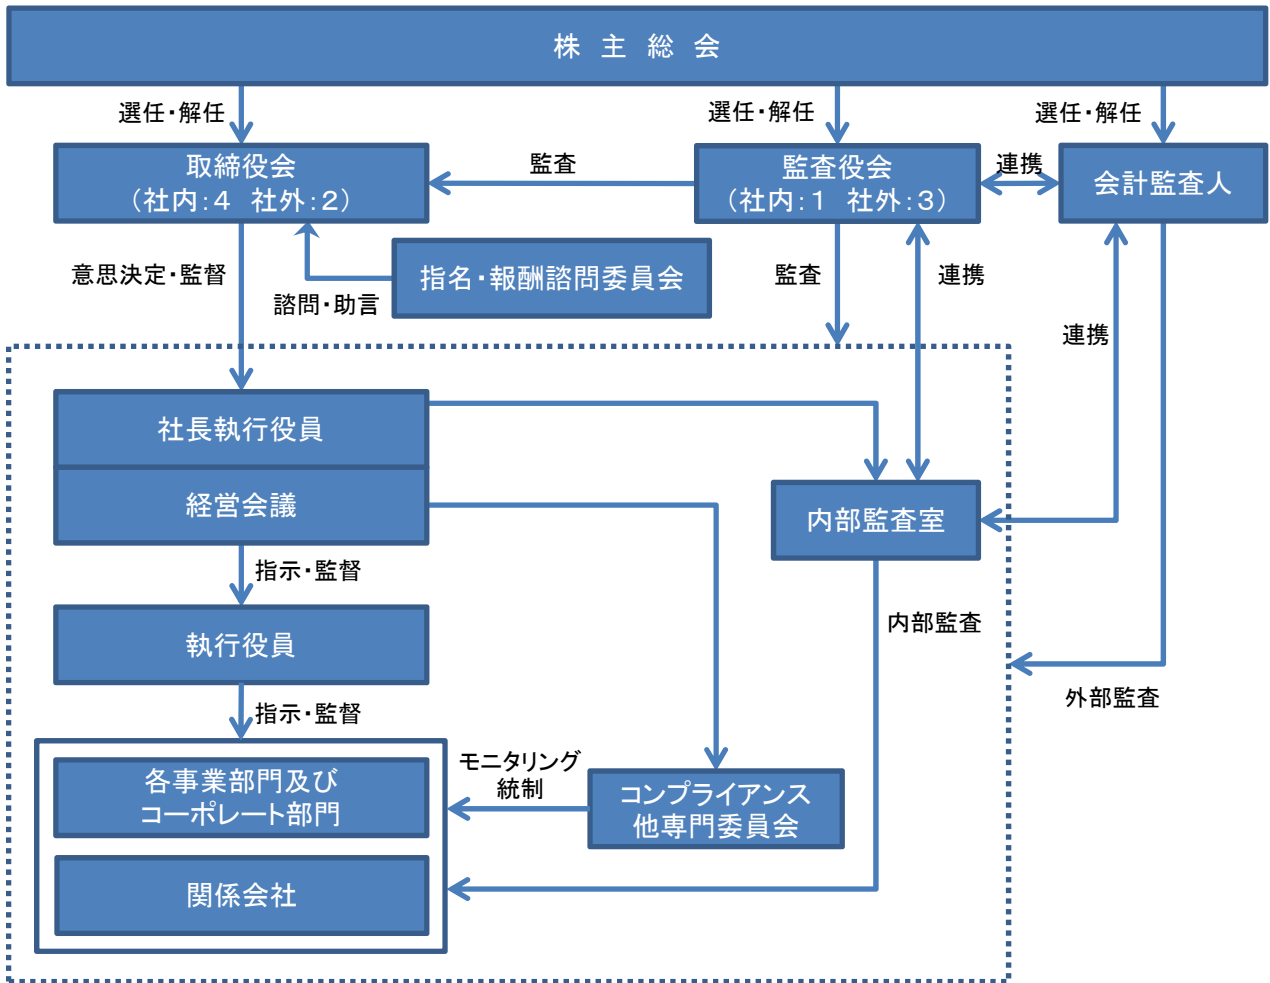 株 主 総 会
選任・解任
選任・解任
選任・解任
取締役会
（社内：４ 社外：２）
監査
監査役会
（社内：１ 社外：３）
連携
会計監査人
意思決定・監督
諮問・助言
指名・報酬諮問委員会
監査
連携
連携
社長執行役員
経営会議
内部監査室
指示・監督
執行役員
内部監査
外部監査
指示・監督
各事業部門及び
コーポレート部門
モニタリング
統制
コンプライアンス
他専門委員会
関係会社